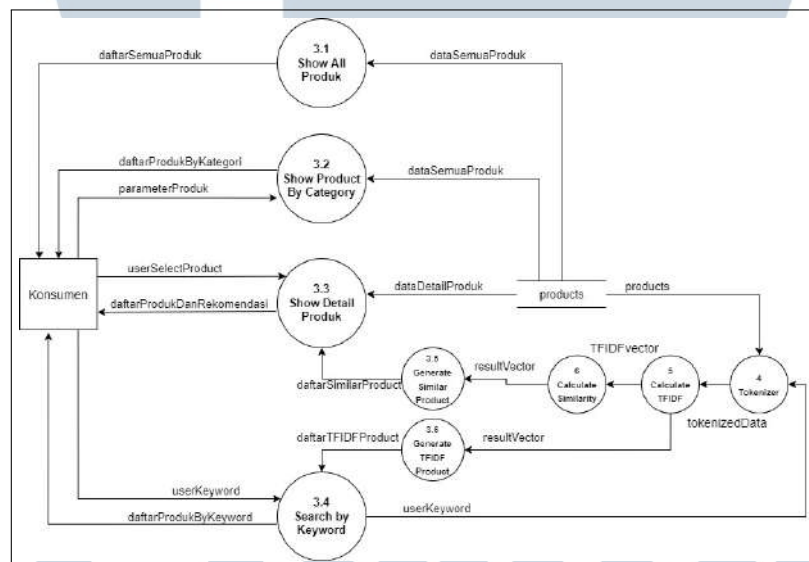 3.1
Show All
Produk
daftarSemuaProduk
dataSemuaProduk
3.2
Show Product
By Category
daftarProdukByKategori
parameterProduk
dataSemuaProduk
Konsumen
userSelectProduct
daftarProdukDanRekomendasi
3.3
Show Detail
Produk
dataDetailProduk
products
products
TFIDFvector
3.5
Generate
Similar
Product
resultVector
6
Calculate
Similarity
5
Calculate
TFIDF
4
Tokenizer
daftarSimilarProduct
tokenizedData
3.6
Generate
TFIDF
Product
daftarTFIDFProduct
resultVector
userKeyword
daftarProdukByKeyword
3.4
Search by
Keyword
userKeyword